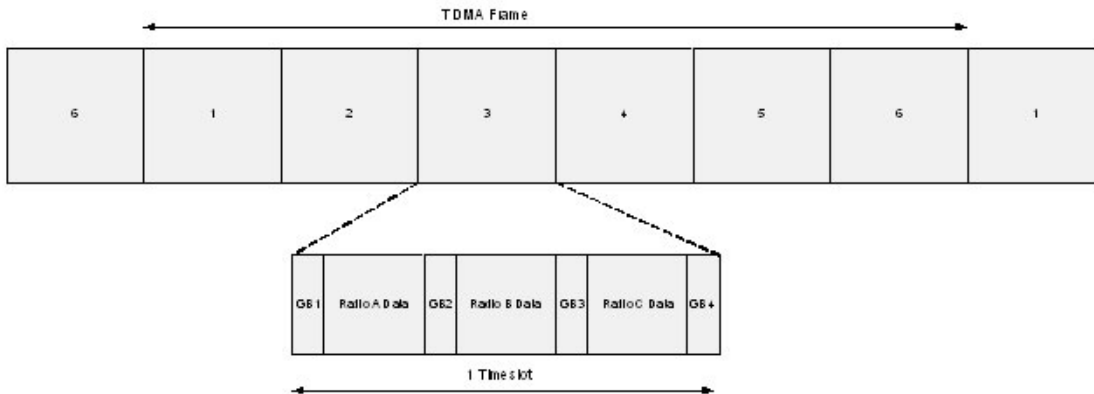 TDMA Frame
6 1 2 3 4 5 6 1
GB1 Radio A Data GB2 Radio B Data GB3 Radio C Data GB4
1 Timeslot